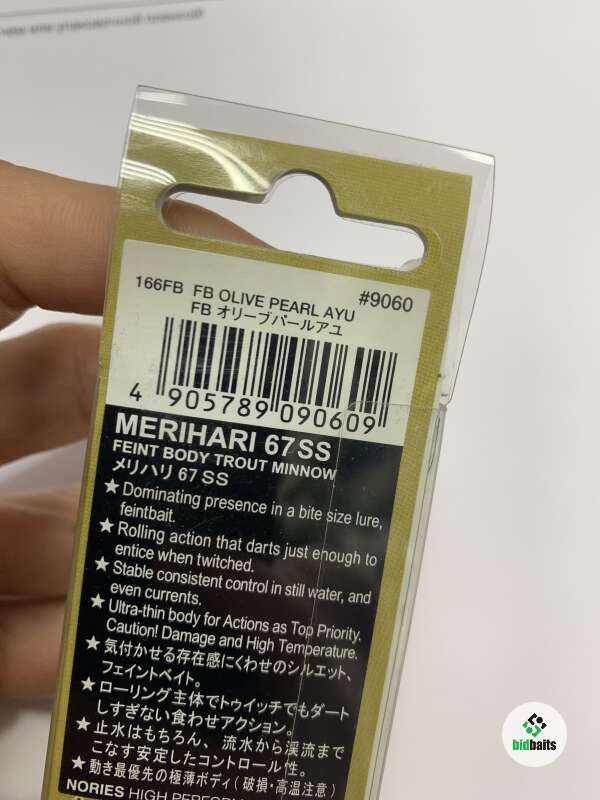 чем или упаковочной планкой
166FB FB OLIVE PEARL AYU #9060
FB オリーブパールアユ
4 905789 090609
MERIHARI 67SS
FEINT BODY TROUT MINNOW
メリハリ 67 SS
★Dominating presence in a bite size lure,
feintbait.
★Rolling action that darts just enough to
entice when twitched.
★Stable consistent control in still water, and
even currents.
★Ultra-thin body for Actions as Top Priority.
Caution! Damage and High Temperature.
★気付かせる存在感にくわせのシルエット、
フェイントベイト。
★ローリング主体でトゥイッチでもダート
しすぎない食わせアクション。
★止水はもちろん、流水から渓流まで
こなす安定したコントロール性。
★動き最優先の極薄ボディ(破損・高温注意)
NORIES HIGH PERFORM
bidbaits